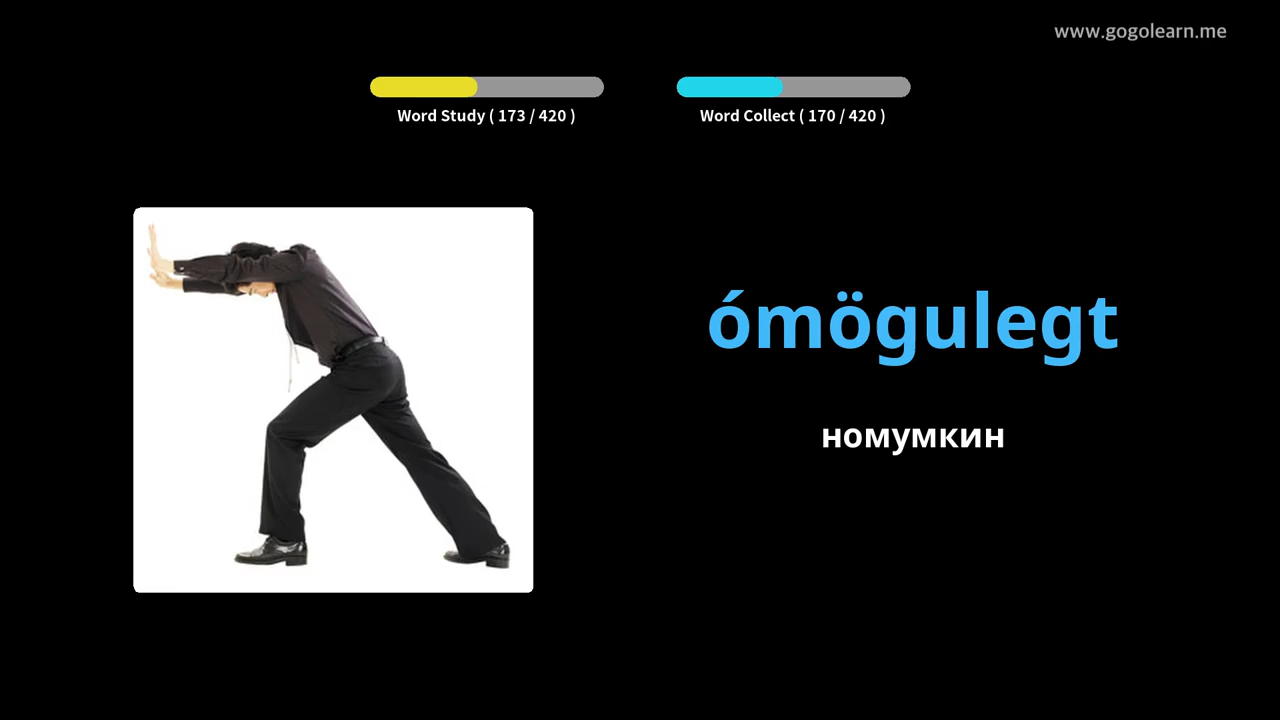 www.gogolearn.me
Word Study ( 173 / 420 )
Word Collect ( 170 / 420 )
ómögulegt
номумкин